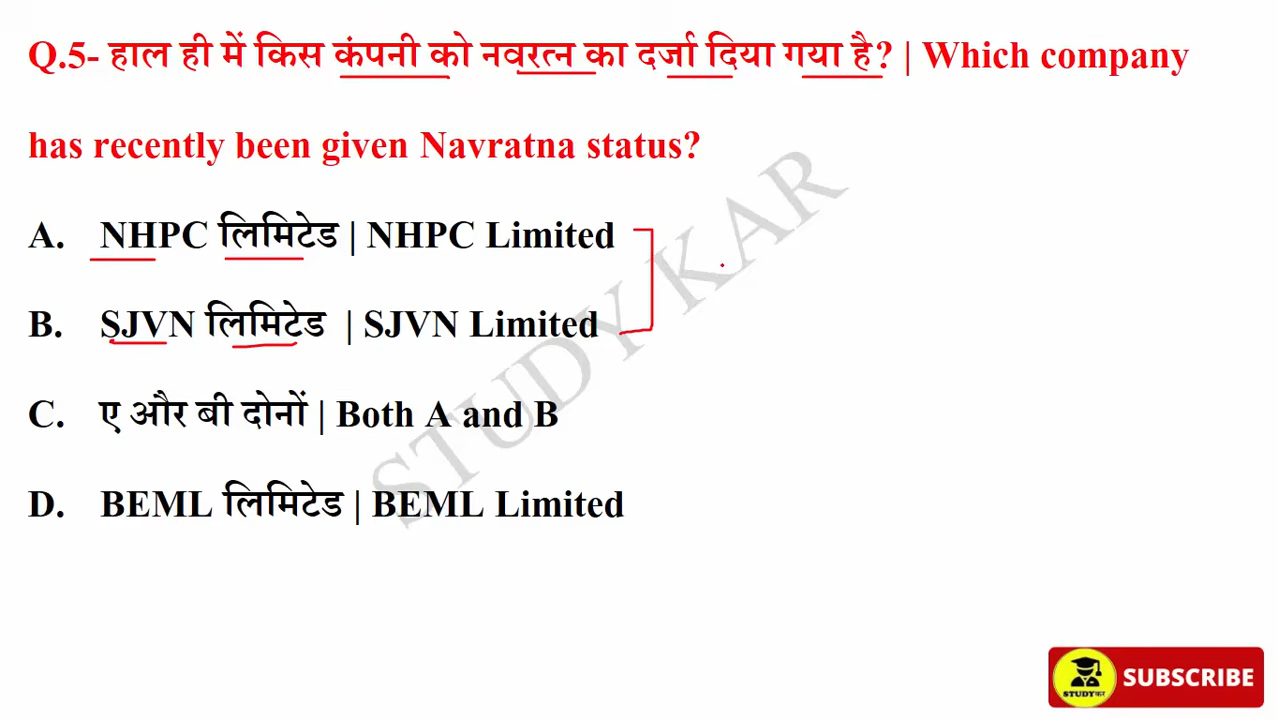 Q.5- हाल ही में किस कंपनी को नवरत्न का दर्जा दिया गया है? | Which company
has recently been given Navratna status?
A. NHPC लिमिटेड | NHPC Limited
B. SJVN लिमिटेड | SJVN Limited
C. ए और बी दोनों | Both A and B
D. BEML लिमिटेड | BEML Limited
STUDY KAR
STUDYकर
SUBSCRIBE